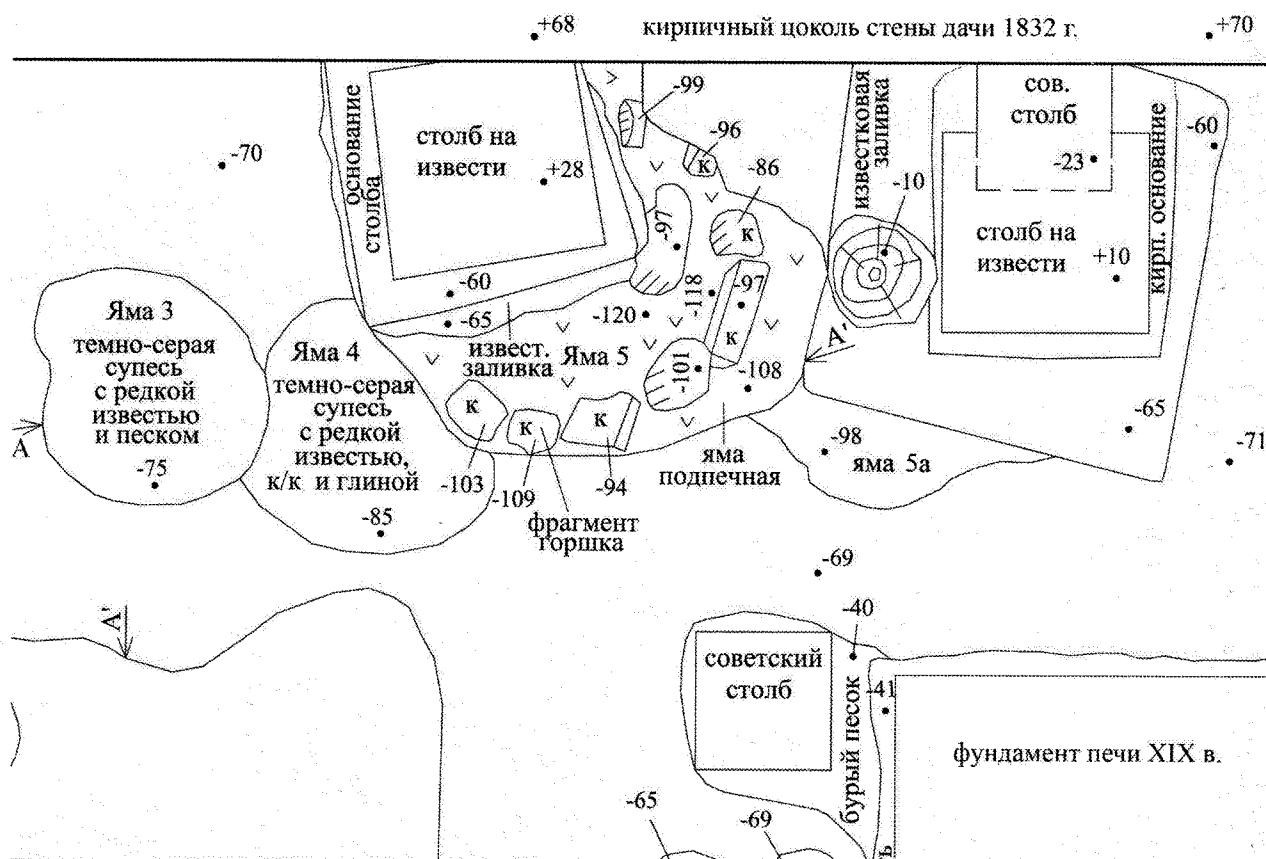 +68
кирпичный цоколь стены дачи 1832 г.
+70
-99
-96
-86
-70
основание
столба
столб на
извести
+28
к
к
-97
известковая
заливка
-10
сов.
столб
-23
-60
кирп. основание
столб на
извести
+10
-60
-65
-120
-118
-97
к
А'
извест.
заливка
Яма 5
-101
-108
Яма 3
темно-серая
супесь
с редкой
известью
и песком
-75
А
Яма 4
темно-серая
супесь
с редкой
известью,
к/к и глиной
-85
к
к
к
-103
-109
-94
фрагмент
горшка
яма
подпечная
-98
яма 5а
-65
-71
-69
А'
-40
советский
столб
бурый песок
-41
фундамент печи XIX в.
-65
-69